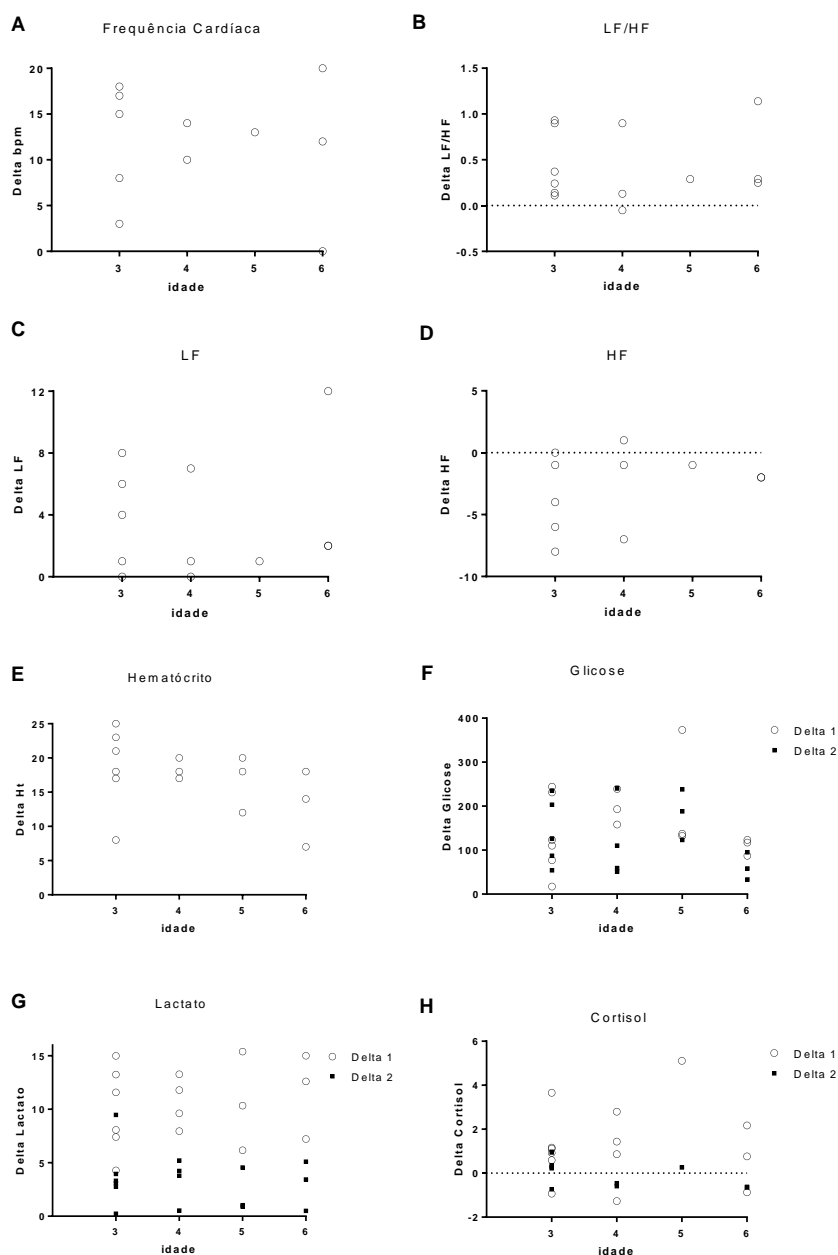 A
Frequência Cardíaca
Delta bpm
20
15
10
5
0
3 4 5 6
idade
B
LF/HF
Delta LF/HF
1.5
1.0
0.5
0.0
-0.5
3 4 5 6
idade
C
LF
Delta LF
12
8
4
0
3 4 5 6
idade
D
HF
Delta HF
5
0
-5
-10
3 4 5 6
idade
E
Hematócrito
Delta Ht
25
20
15
10
5
0
3 4 5 6
idade
F
Glicose
Delta Glicose
400
300
200
100
0
3 4 5 6
idade
Delta 1
Delta 2
G
Lactato
Delta Lactato
15
10
5
0
3 4 5 6
idade
Delta 1
Delta 2
H
Cortisol
Delta Cortisol
6
4
2
0
-2
3 4 5 6
idade
Delta 1
Delta 2